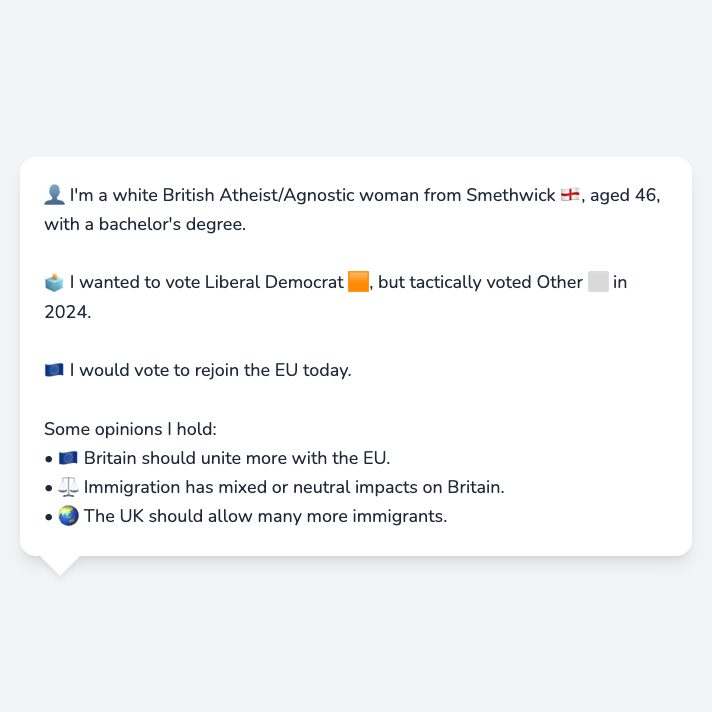 👤 I'm a white British Atheist/Agnostic woman from Smethwick 🏴󠁧󠁢󠁥󠁮󠁧󠁿, aged 46,
with a bachelor's degree.
🗳️ I wanted to vote Liberal Democrat 🟧, but tactically voted Other ⬜ in
2024.
🇪🇺 I would vote to rejoin the EU today.
Some opinions I hold:
• 🇪🇺 Britain should unite more with the EU.
• ⚖️ Immigration has mixed or neutral impacts on Britain.
• 🌏 The UK should allow many more immigrants.